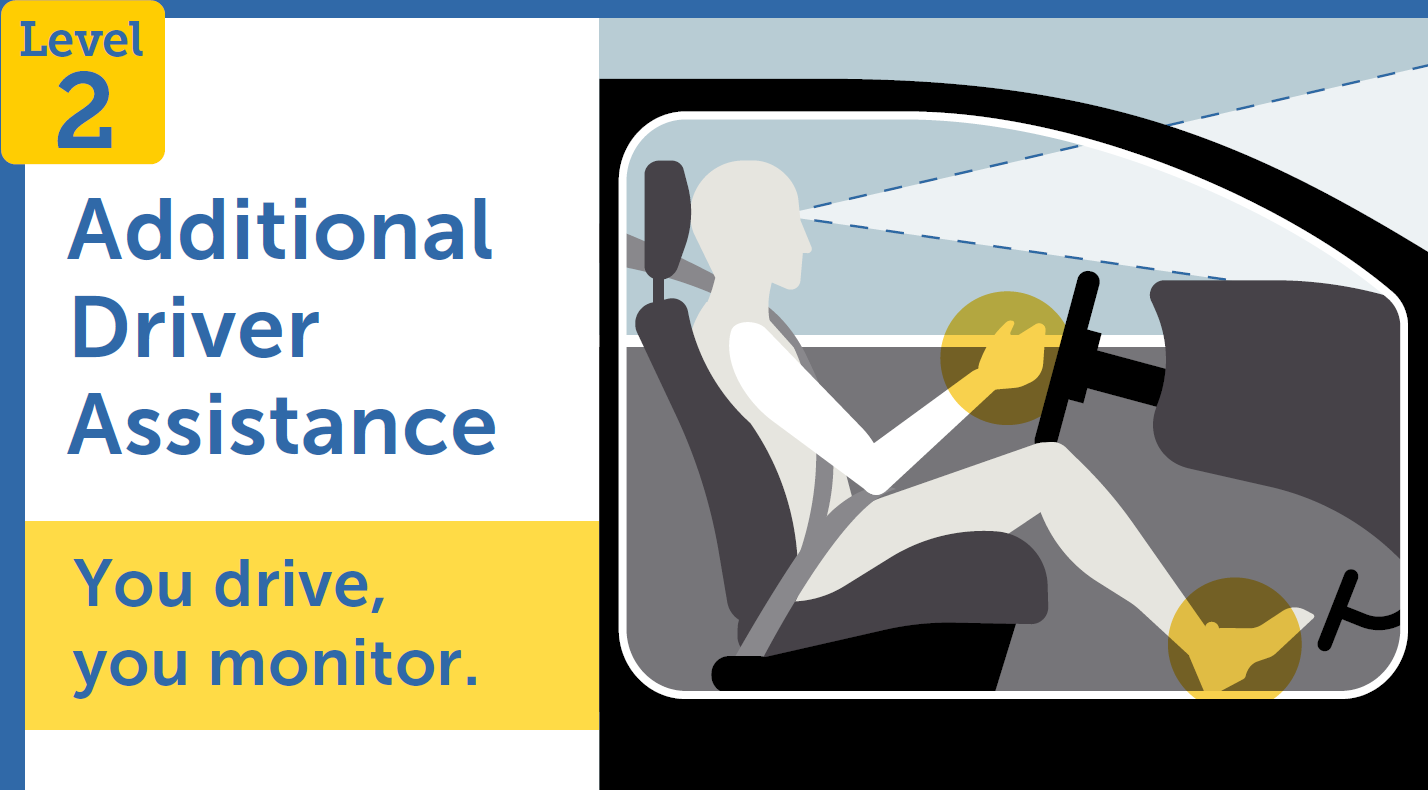 Level
2
Additional
Driver
Assistance
You drive,
you monitor.